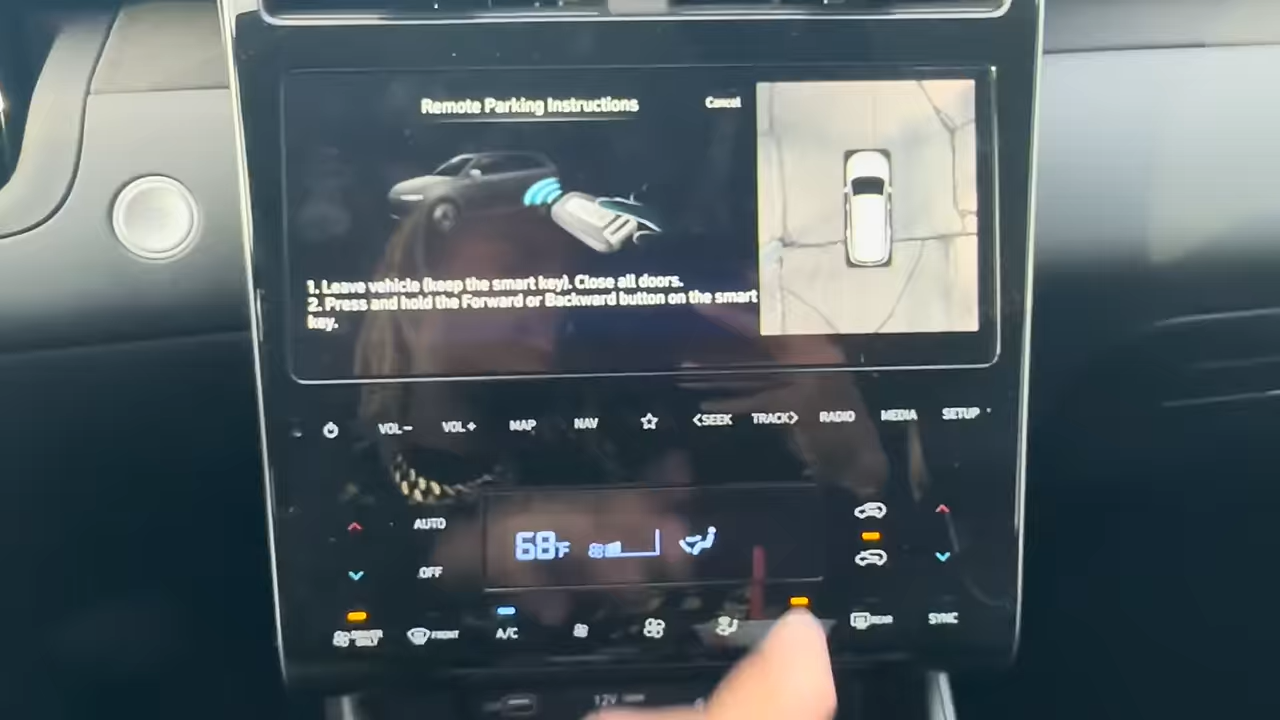 Remote Parking Instructions
Cancel
1. Leave vehicle (keep the smart key). Close all doors.
2. Press and hold the Forward or Backward button on the smart
key.
VOL- VOL+ MAP NAV <SEEK TRACK> RADIO MEDIA SETUP
AUTO
68°F
OFF
DRIVER ONLY FRONT A/C REAR SYNC
12V